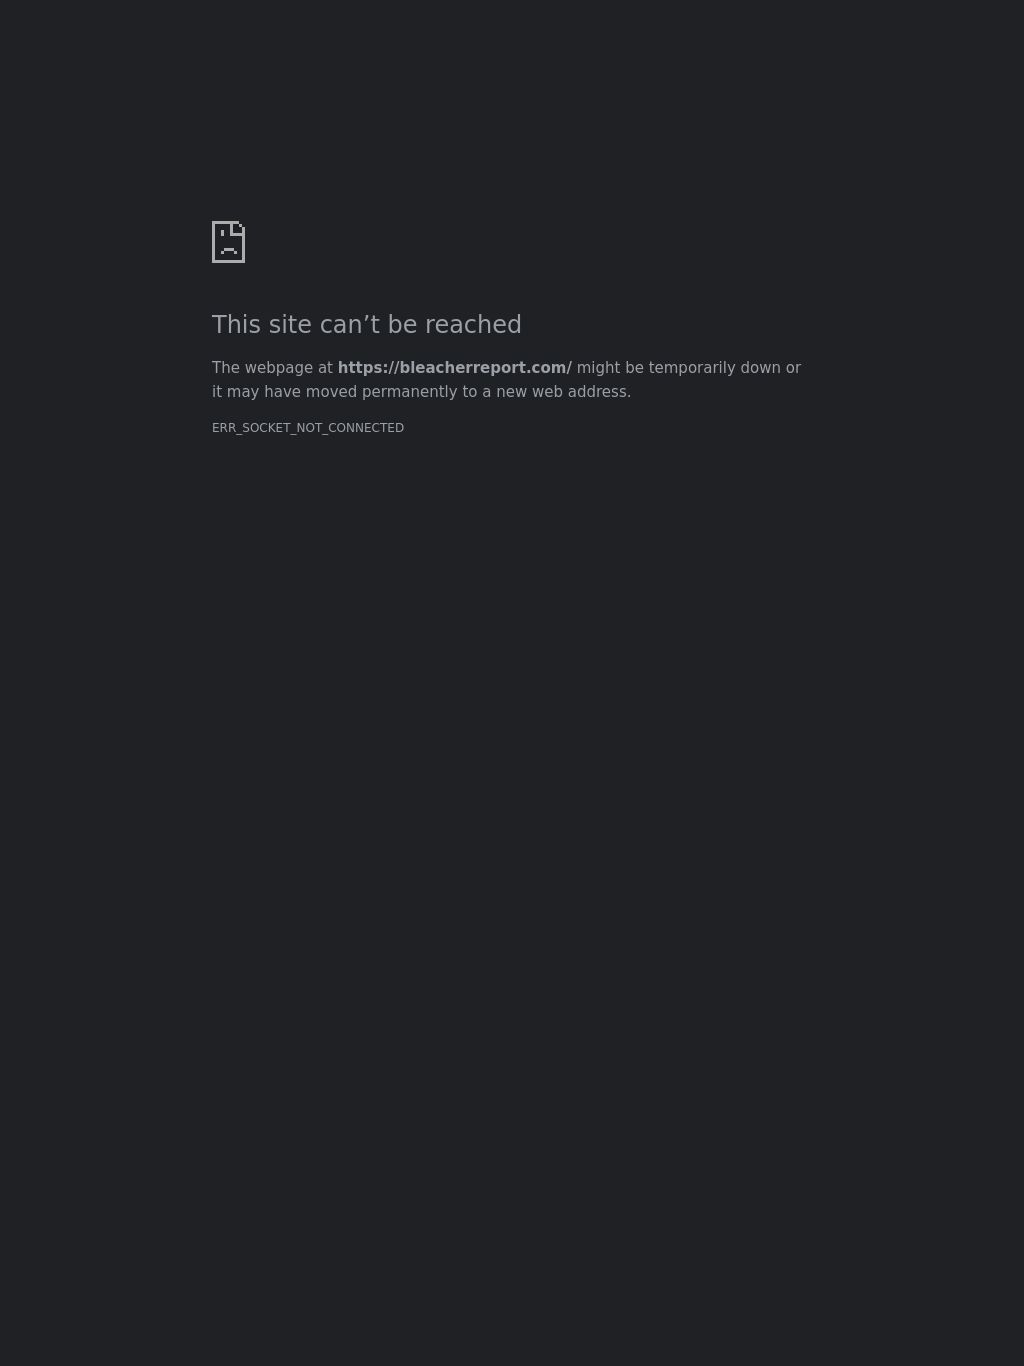 This site can’t be reached
The webpage at https://bleacherreport.com/ might be temporarily down or
it may have moved permanently to a new web address.
ERR_SOCKET_NOT_CONNECTED